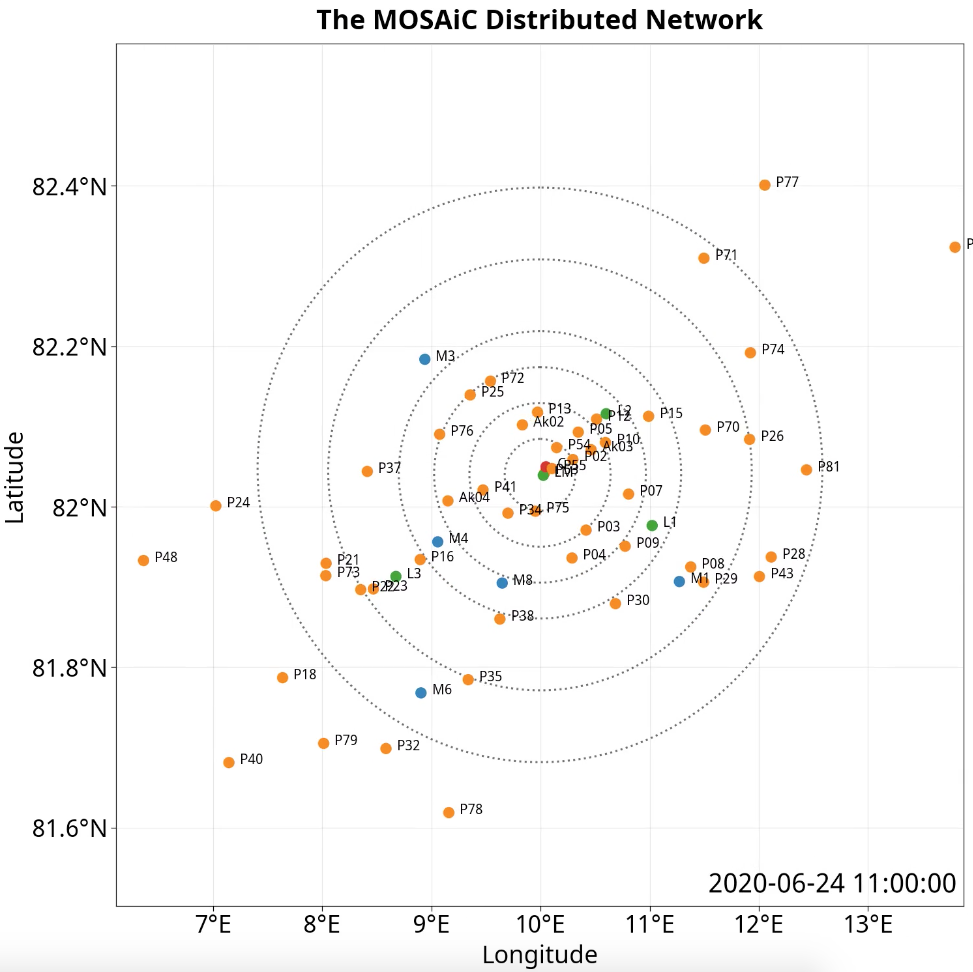 The MOSAiC Distributed Network
P77
P
P71
82.4°N
82.2°N
82°N
81.8°N
81.6°N
Latitude
P74
M3
P72
P25
P13
Ak02
L2
P12
P15
P05
P10
Ak03
P54
P02
P55
LM
P70
P26
P76
P37
P81
P41
Ak04
P07
P24
P34
P75
L1
P03
P09
M4
P04
P16
P48
P21
P73
L3
P22
P23
M8
P08
M1
P29
P28
P43
P30
P38
P18
P35
M6
P79
P32
P40
P78
2020-06-24 11:00:00
7°E
8°E
9°E
10°E
11°E
12°E
13°E
Longitude